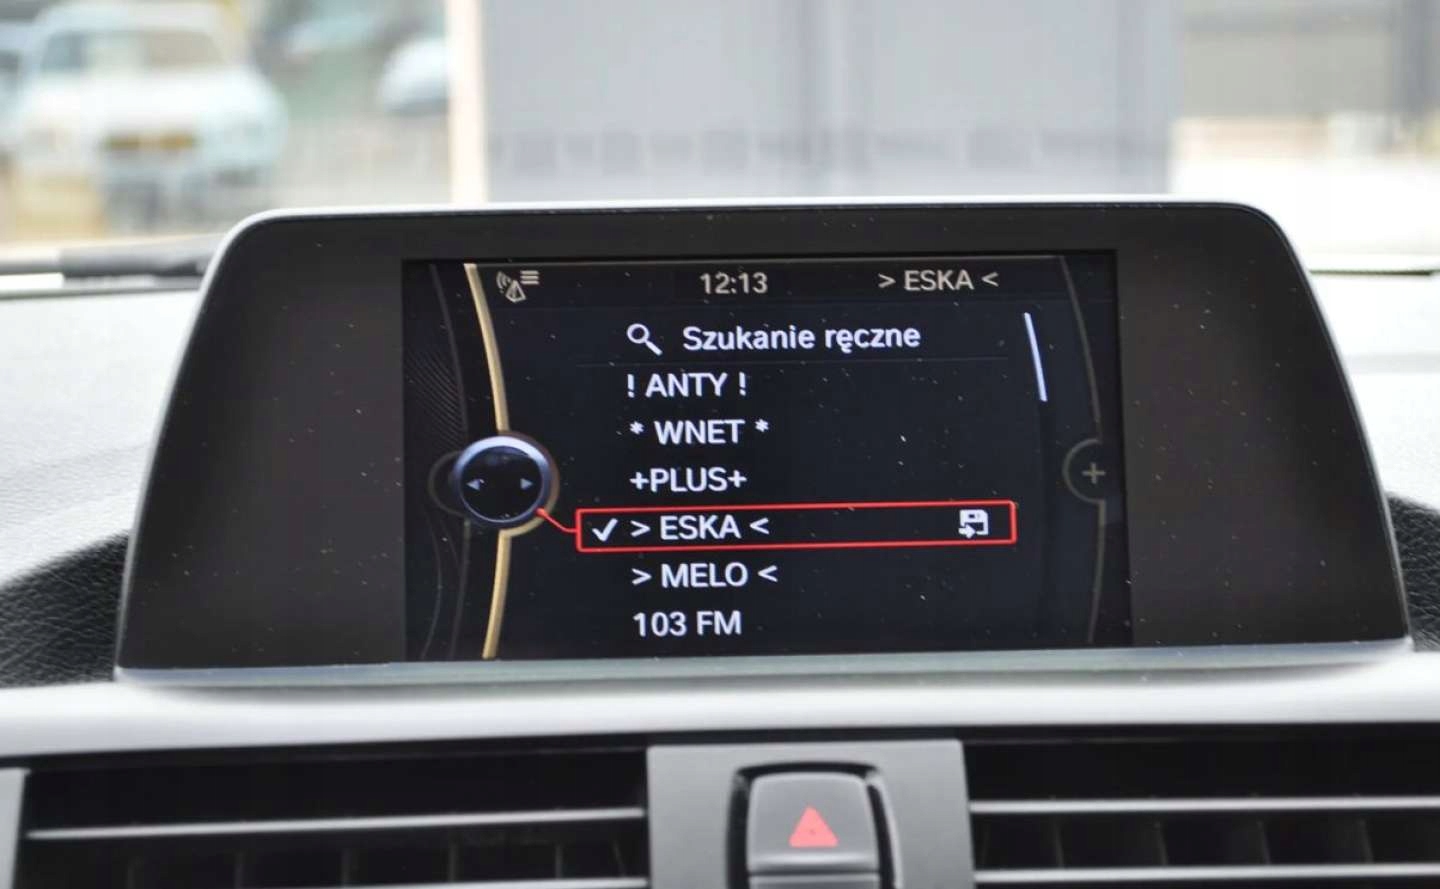 12:13 > ESKA <
Szukanie ręczne
! ANTY !
* WNET *
+PLUS+
> ESKA <
> MELO <
103 FM